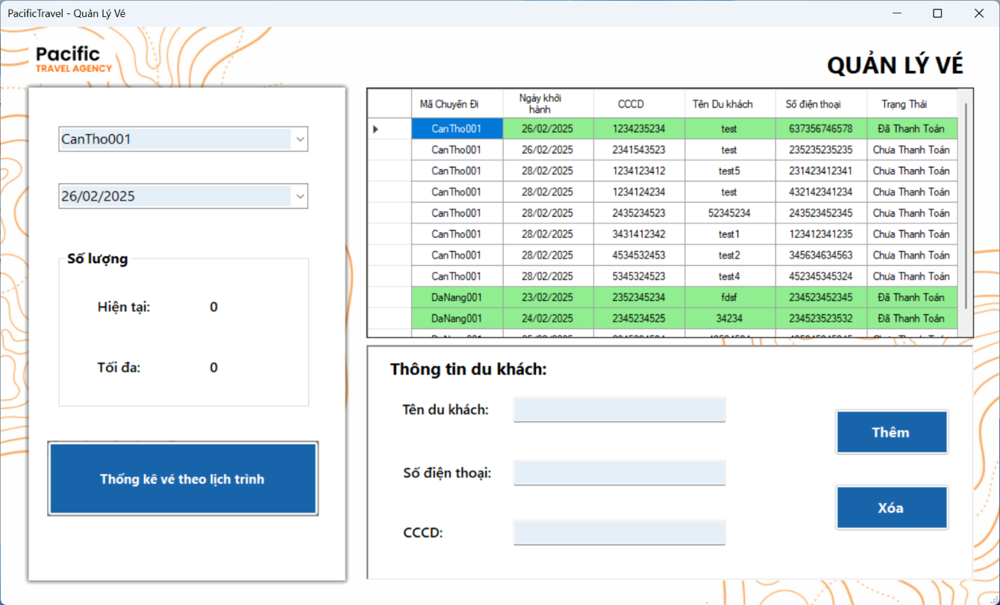 PacificTravel - Quản Lý Vé
Pacific
TRAVEL AGENCY
QUẢN LÝ VÉ
CanTho001
26/02/2025
Số lượng
Hiện tại: 0
Tối đa: 0
Thống kê vé theo lịch trình
Mã Chuyến Đi Ngày khởi hành CCCD Tên Du khách Số điện thoại Trạng Thái
CanTho001 26/02/2025 1234235234 test 637356746578 Đã Thanh Toán
CanTho001 26/02/2025 2341543523 test 235235235235 Chưa Thanh Toán
CanTho001 28/02/2025 1234123412 test5 231423412341 Chưa Thanh Toán
CanTho001 28/02/2025 1234124234 test 432142341234 Chưa Thanh Toán
CanTho001 28/02/2025 2435234523 52345234 243523452345 Chưa Thanh Toán
CanTho001 28/02/2025 3431412342 test1 123412341235 Chưa Thanh Toán
CanTho001 28/02/2025 4534532453 test2 345634634563 Chưa Thanh Toán
CanTho001 28/02/2025 5345324523 test4 452345345324 Chưa Thanh Toán
DaNang001 23/02/2025 2352345234 fdsf 234523452345 Đã Thanh Toán
DaNang001 24/02/2025 2345234525 34234 234523523532 Đã Thanh Toán
Thông tin du khách:
Tên du khách:
Số điện thoại:
CCCD:
Thêm
Xóa